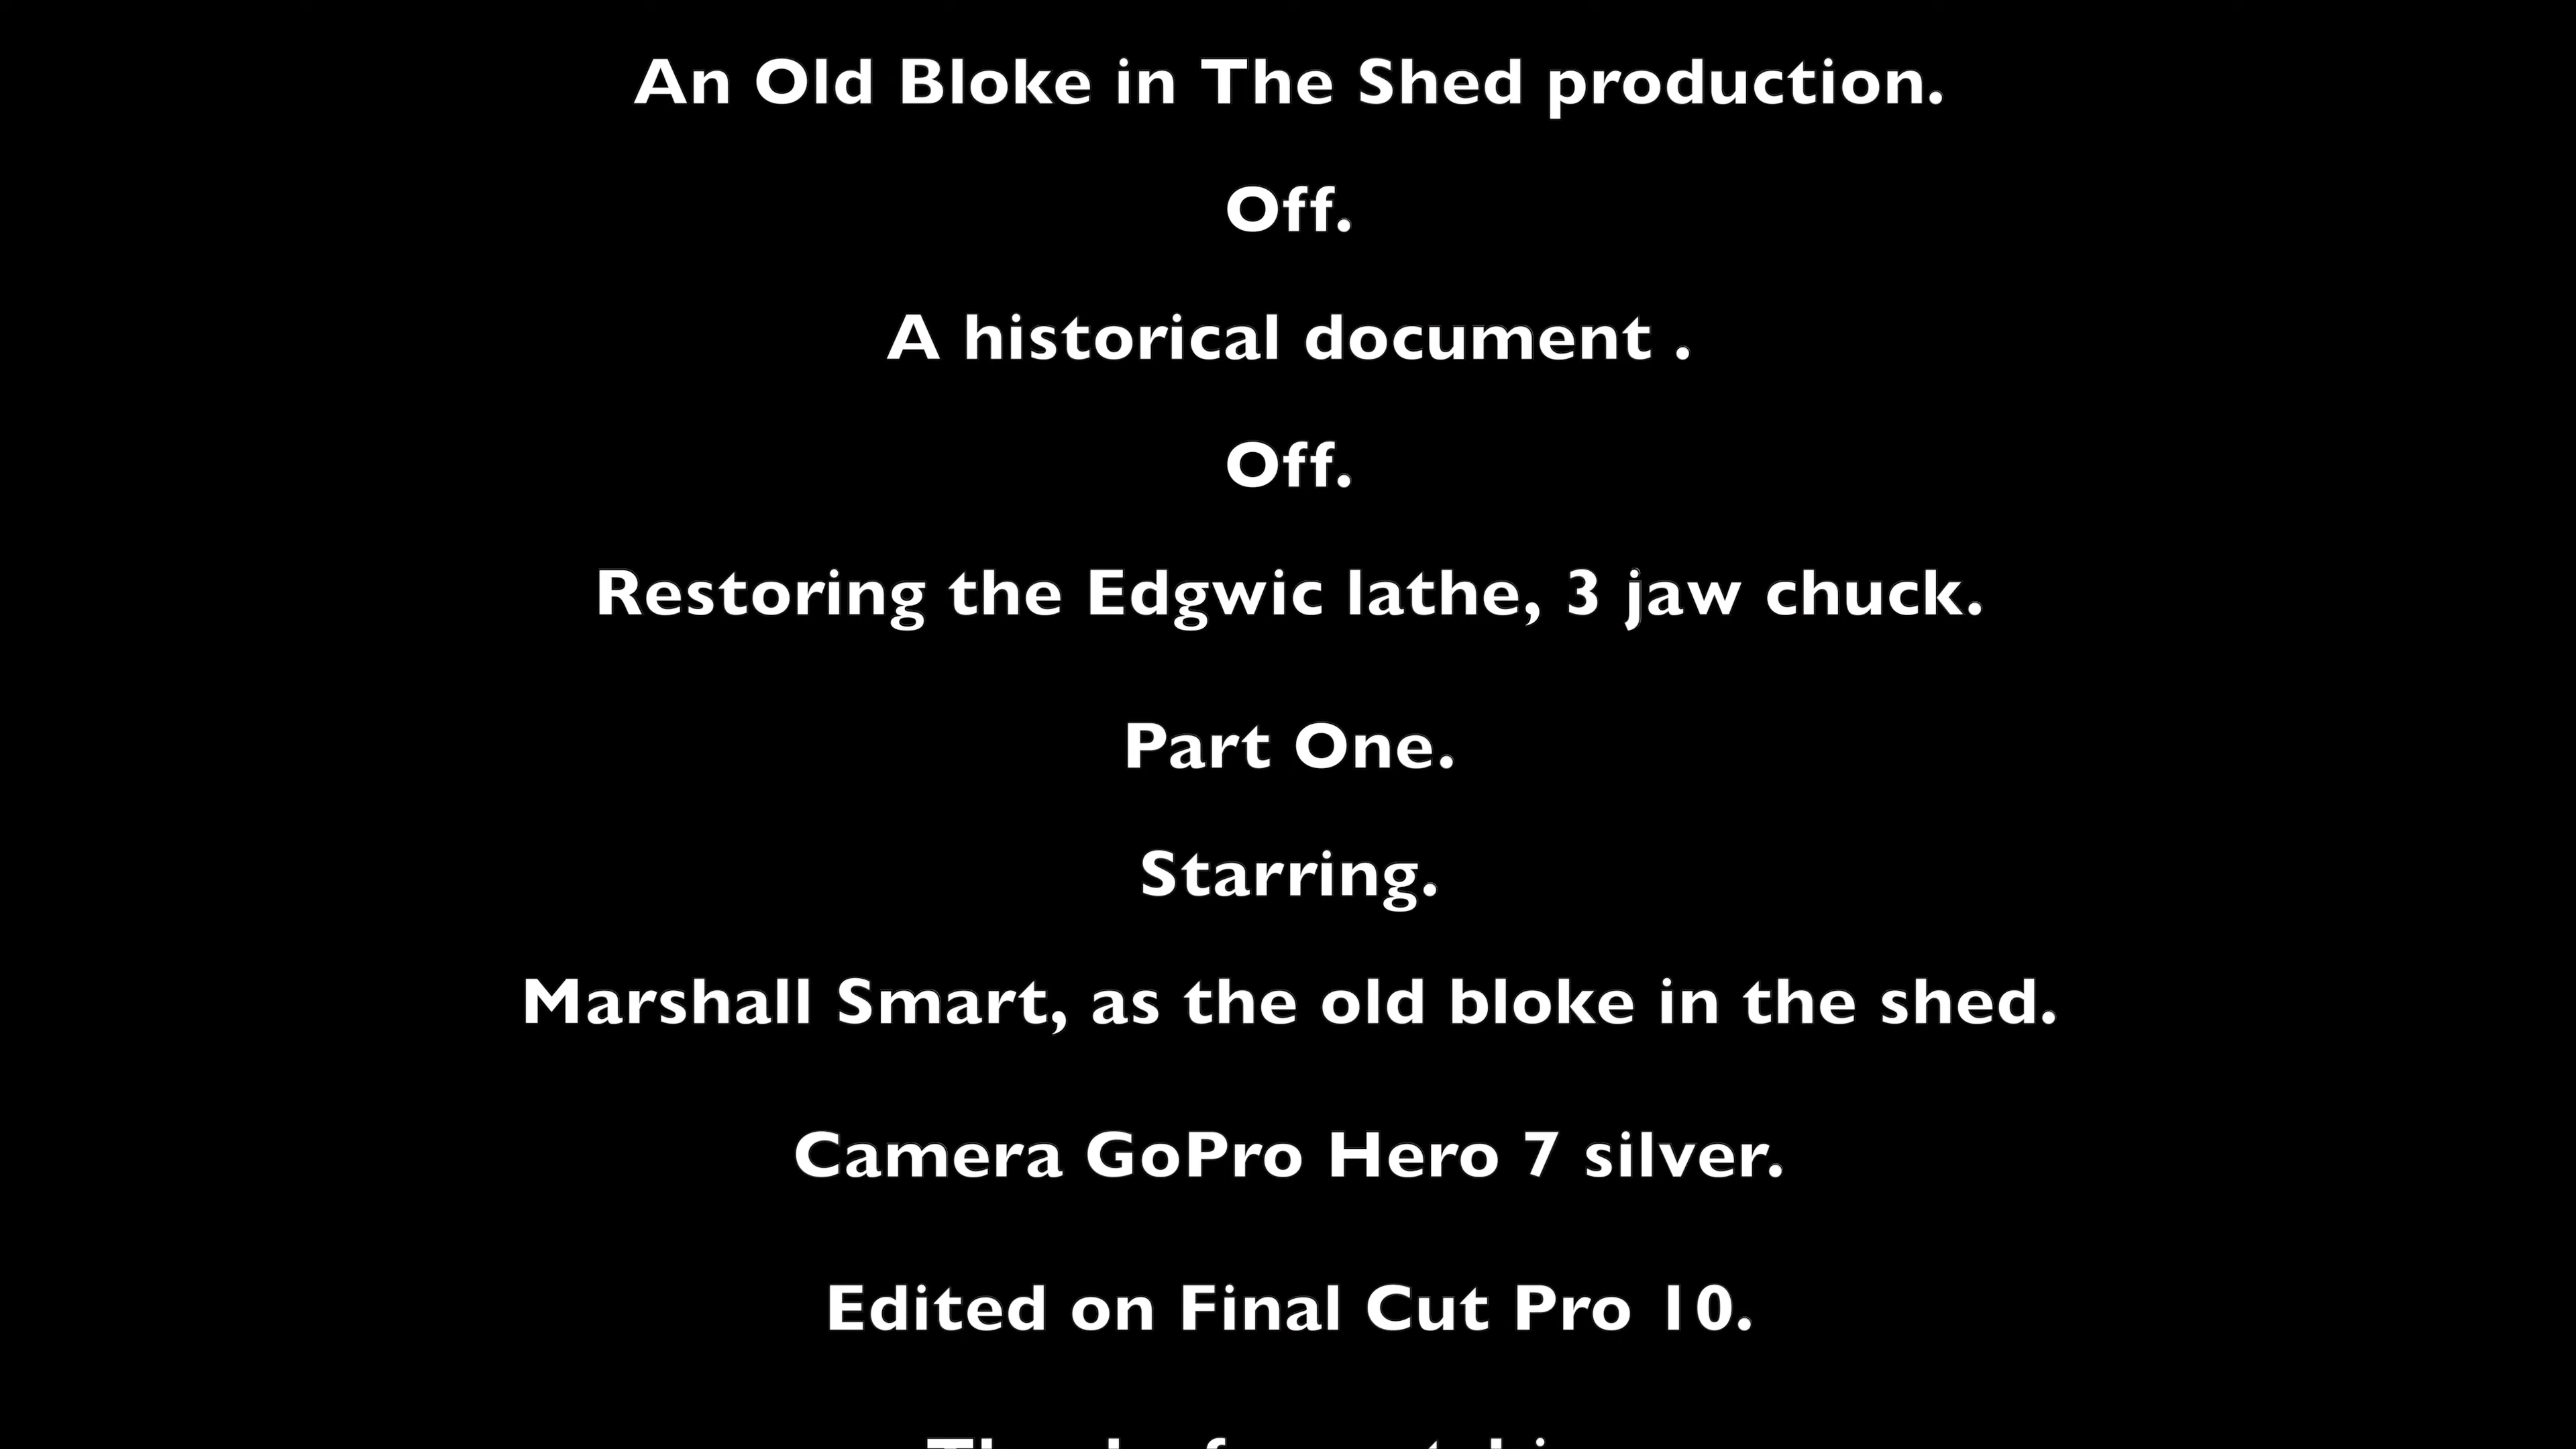 An Old Bloke in The Shed production.
Off.
A historical document .
Off.
Restoring the Edgwic lathe, 3 jaw chuck.
Part One.
Starring.
Marshall Smart, as the old bloke in the shed.
Camera GoPro Hero 7 silver.
Edited on Final Cut Pro 10.